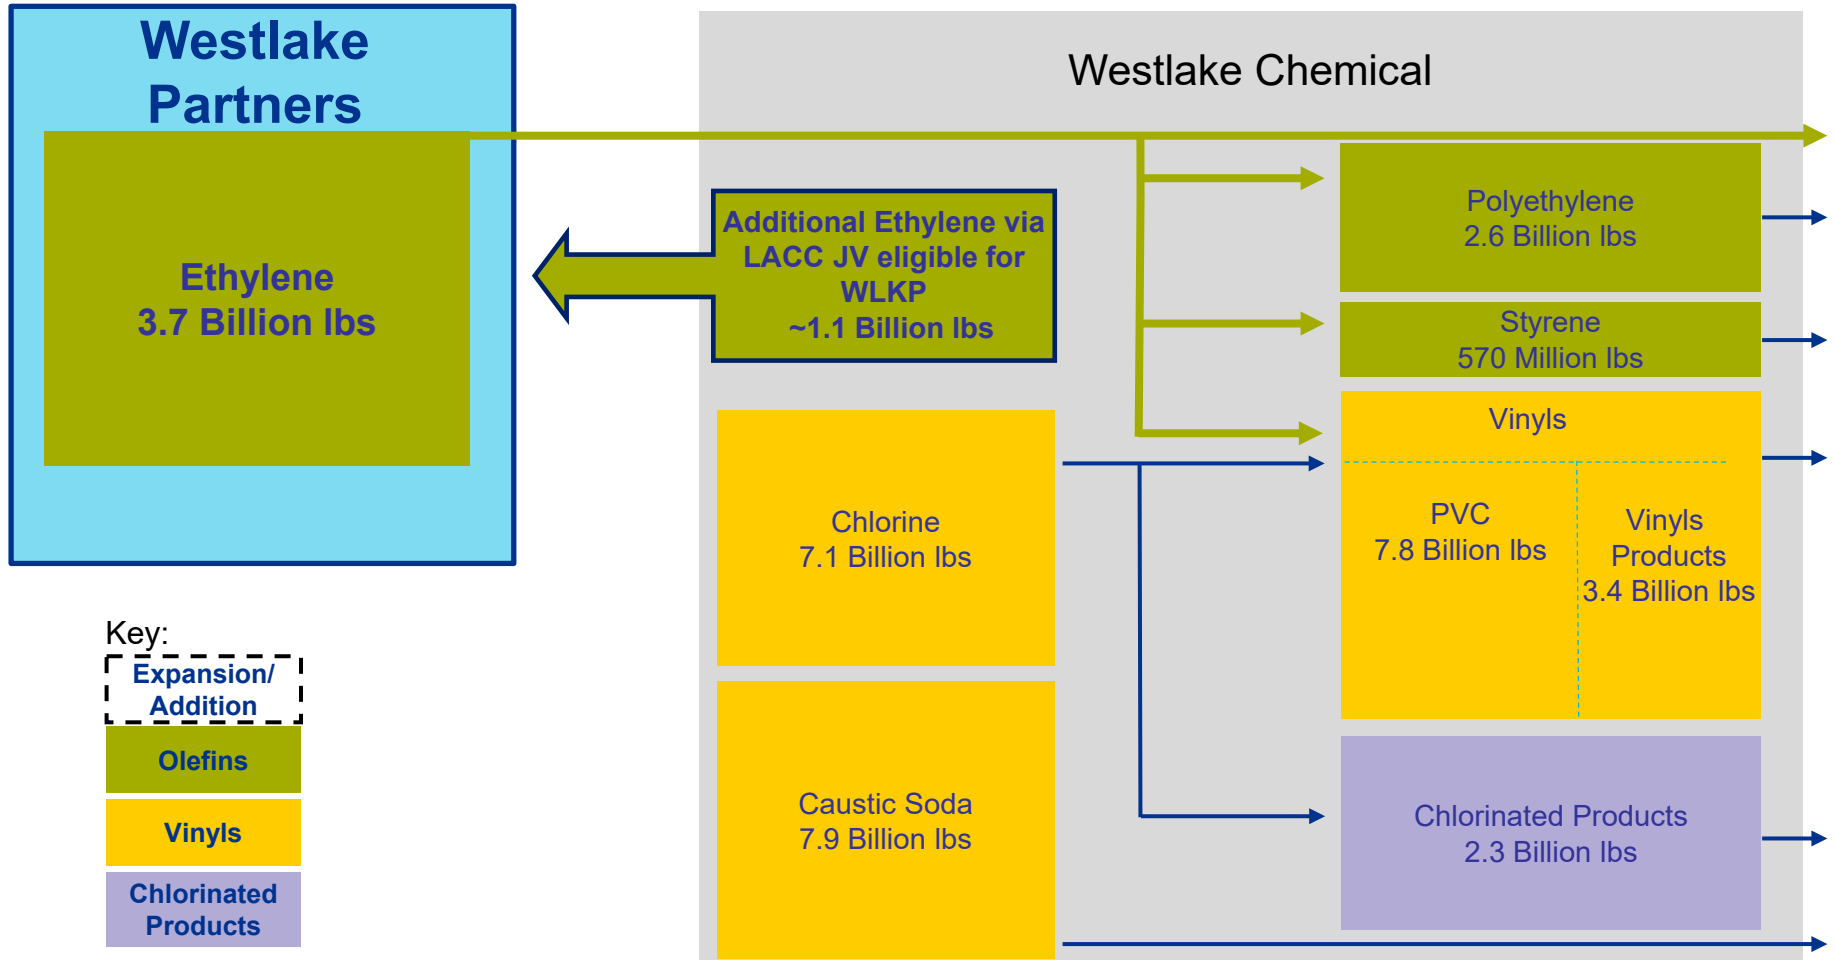 Westlake
Partners
Ethylene
3.7 Billion lbs
Westlake Chemical
Additional Ethylene via
LACC JV eligible for
WLKP
~1.1 Billion lbs
Polyethylene
2.6 Billion lbs
Styrene
570 Million lbs
Chlorine
7.1 Billion lbs
Vinyls
PVC
7.8 Billion lbs
Vinyls
Products
3.4 Billion lbs
Caustic Soda
7.9 Billion lbs
Chlorinated Products
2.3 Billion lbs
Key:
Expansion/
Addition
Olefins
Vinyls
Chlorinated
Products